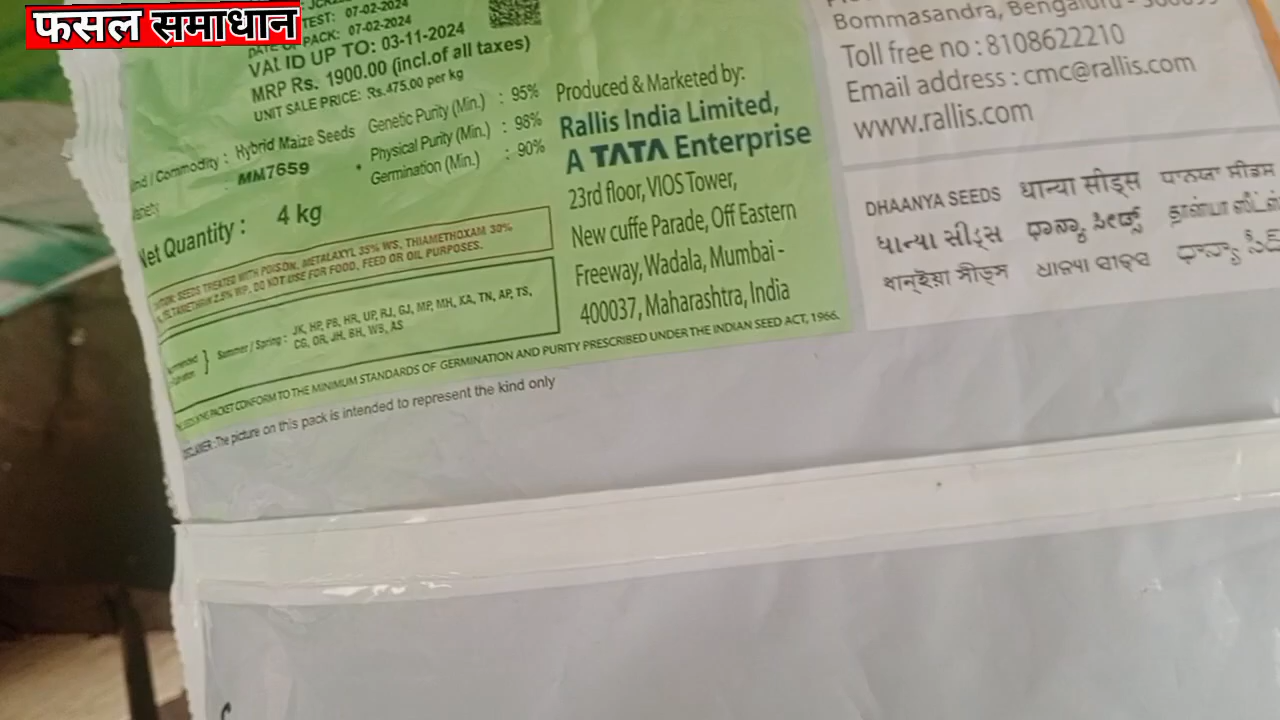 फसल समाधान
TEST: 07-02-2024
DATE OF PACK: 07-02-2024
VALID UP TO: 03-11-2024
MRP Rs. 1900.00 (incl.of all taxes)
UNIT SALE PRICE: Rs.475.00 per kg
/ Commodity : Hybrid Maize Seeds
Genetic Purity (Min.) : 95%
: MM7659
Physical Purity (Min.) : 98%
Germination (Min.) : 90%
Net Quantity : 4 kg
SEEDS TREATED WITH POISON, METALAXYL 35% WS, THIAMETHOXAM 30%
2.5% WP, DO NOT USE FOR FOOD, FEED OR OIL PURPOSES.
Summer / Spring : JK, HP, PB, HR, UP, RJ, GJ, MP, MH, KA, TN, AP, TS,
CG, OR, JH, BH, WB, AS
PACKET CONFORM TO THE MINIMUM STANDARDS OF GERMINATION AND PURITY PRESCRIBED UNDER THE INDIAN SEED ACT, 1966.
The picture on this pack is intended to represent the kind only
Produced & Marketed by:
Rallis India Limited,
A TATA Enterprise
23rd floor, VIOS Tower,
New cuffe Parade, Off Eastern
Freeway, Wadala, Mumbai -
400037, Maharashtra, India
Bommasandra, Bengaluru -
Toll free no : 8108622210
Email address : cmc@rallis.com
www.rallis.com
DHAANYA SEEDS धान्या सीड्स